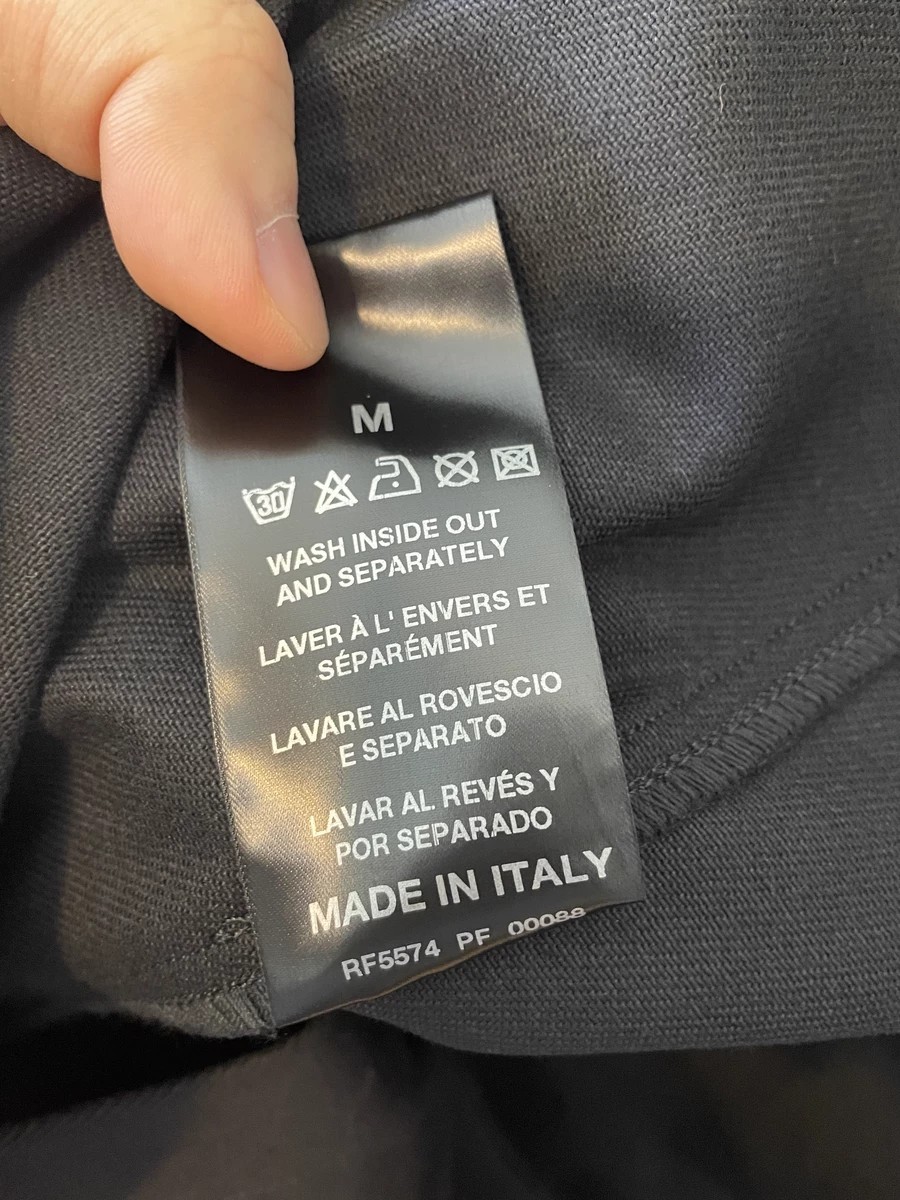 M
30
WASH INSIDE OUT
AND SEPARATELY
LAVER À L' ENVERS ET
SÉPARÉMENT
LAVARE AL ROVESCIO
E SEPARATO
LAVAR AL REVÉS Y
POR SEPARADO
MADE IN ITALY
RF5574 PF 00088